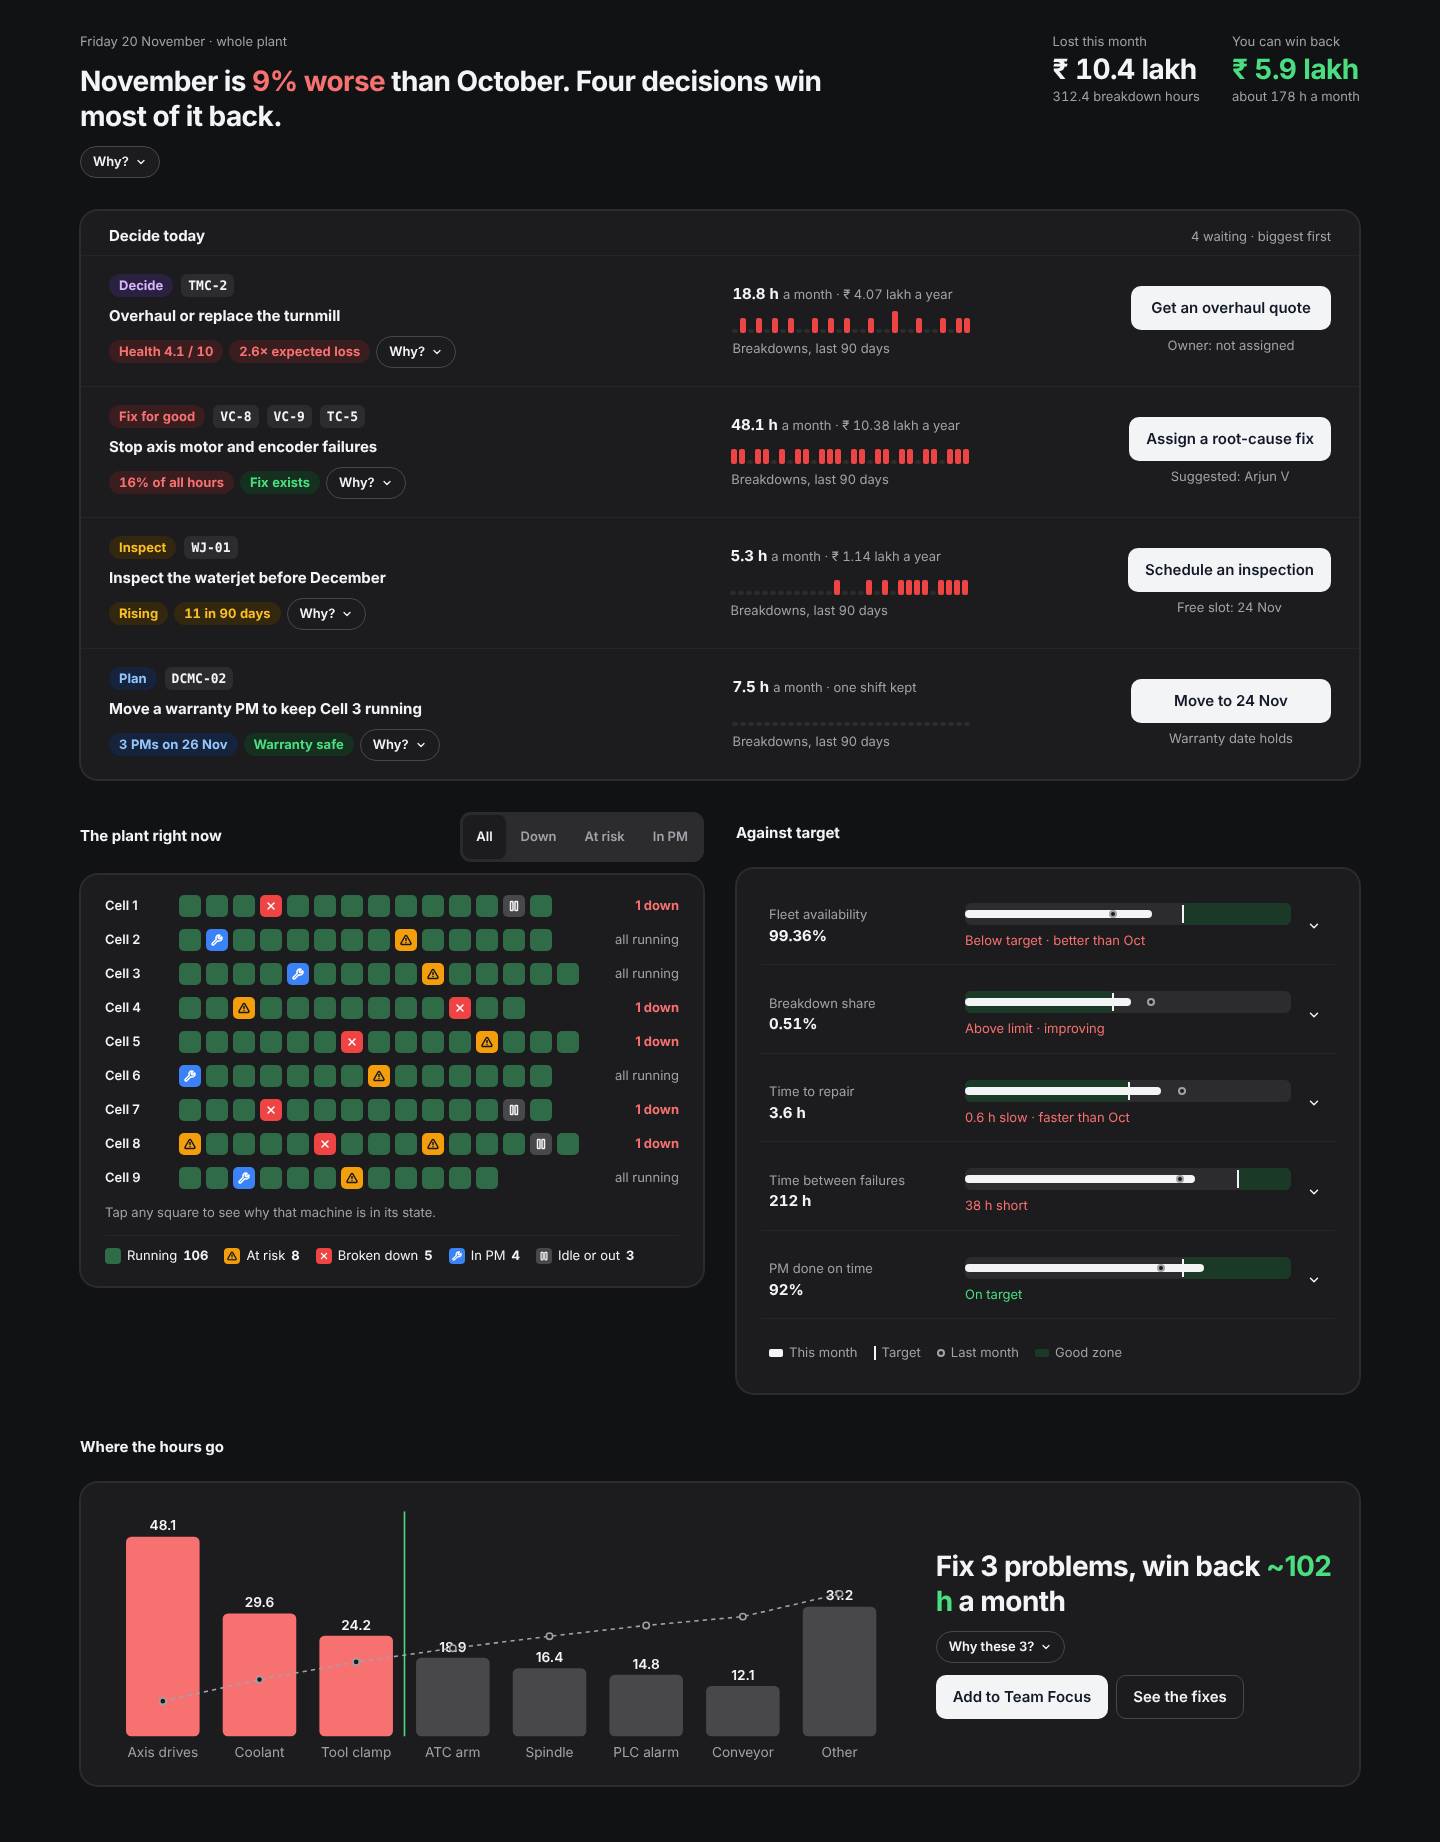 Friday 20 November · whole plant
November is 9% worse than October. Four decisions win
most of it back.
Why?
Lost this month
₹ 10.4 lakh
312.4 breakdown hours
You can win back
₹ 5.9 lakh
about 178 h a month
Decide today
4 waiting · biggest first
Decide TMC-2
Overhaul or replace the turnmill
Health 4.1 / 10 2.6× expected loss Why?
18.8 h a month · ₹ 4.07 lakh a year
Breakdowns, last 90 days
Get an overhaul quote
Owner: not assigned
Fix for good VC-8 VC-9 TC-5
Stop axis motor and encoder failures
16% of all hours Fix exists Why?
48.1 h a month · ₹ 10.38 lakh a year
Breakdowns, last 90 days
Assign a root-cause fix
Suggested: Arjun V
Inspect WJ-01
Inspect the waterjet before December
Rising 11 in 90 days Why?
5.3 h a month · ₹ 1.14 lakh a year
Breakdowns, last 90 days
Schedule an inspection
Free slot: 24 Nov
Plan DCMC-02
Move a warranty PM to keep Cell 3 running
3 PMs on 26 Nov Warranty safe Why?
7.5 h a month · one shift kept
Breakdowns, last 90 days
Move to 24 Nov
Warranty date holds
The plant right now
All Down At risk In PM
Cell 1 1 down
Cell 2 all running
Cell 3 all running
Cell 4 1 down
Cell 5 1 down
Cell 6 all running
Cell 7 1 down
Cell 8 1 down
Cell 9 all running
Tap any square to see why that machine is in its state.
Running 106 At risk 8 Broken down 5 In PM 4 Idle or out 3
Against target
Fleet availability
99.36%
Below target · better than Oct
Breakdown share
0.51%
Above limit · improving
Time to repair
3.6 h
0.6 h slow · faster than Oct
Time between failures
212 h
38 h short
PM done on time
92%
On target
This month Target Last month Good zone
Where the hours go
48.1
29.6
24.2
16.4
14.8
12.1
Axis drives Coolant Tool clamp ATC arm Spindle PLC alarm Conveyor Other
Fix 3 problems, win back ~102
h a month
Why these 3?
Add to Team Focus See the fixes